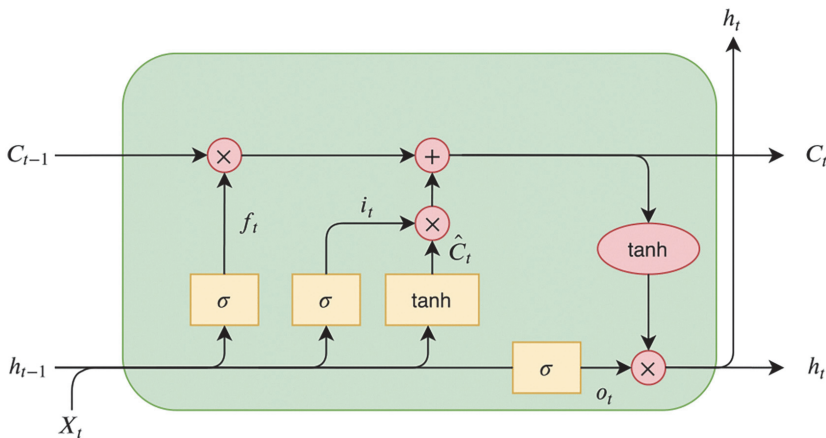 h_t
C_{t-1}
×
+
C_t
f_t
i_t
×
Ĉ_t
tanh
σ
σ
tanh
h_{t-1}
σ
o_t
×
h_t
X_t